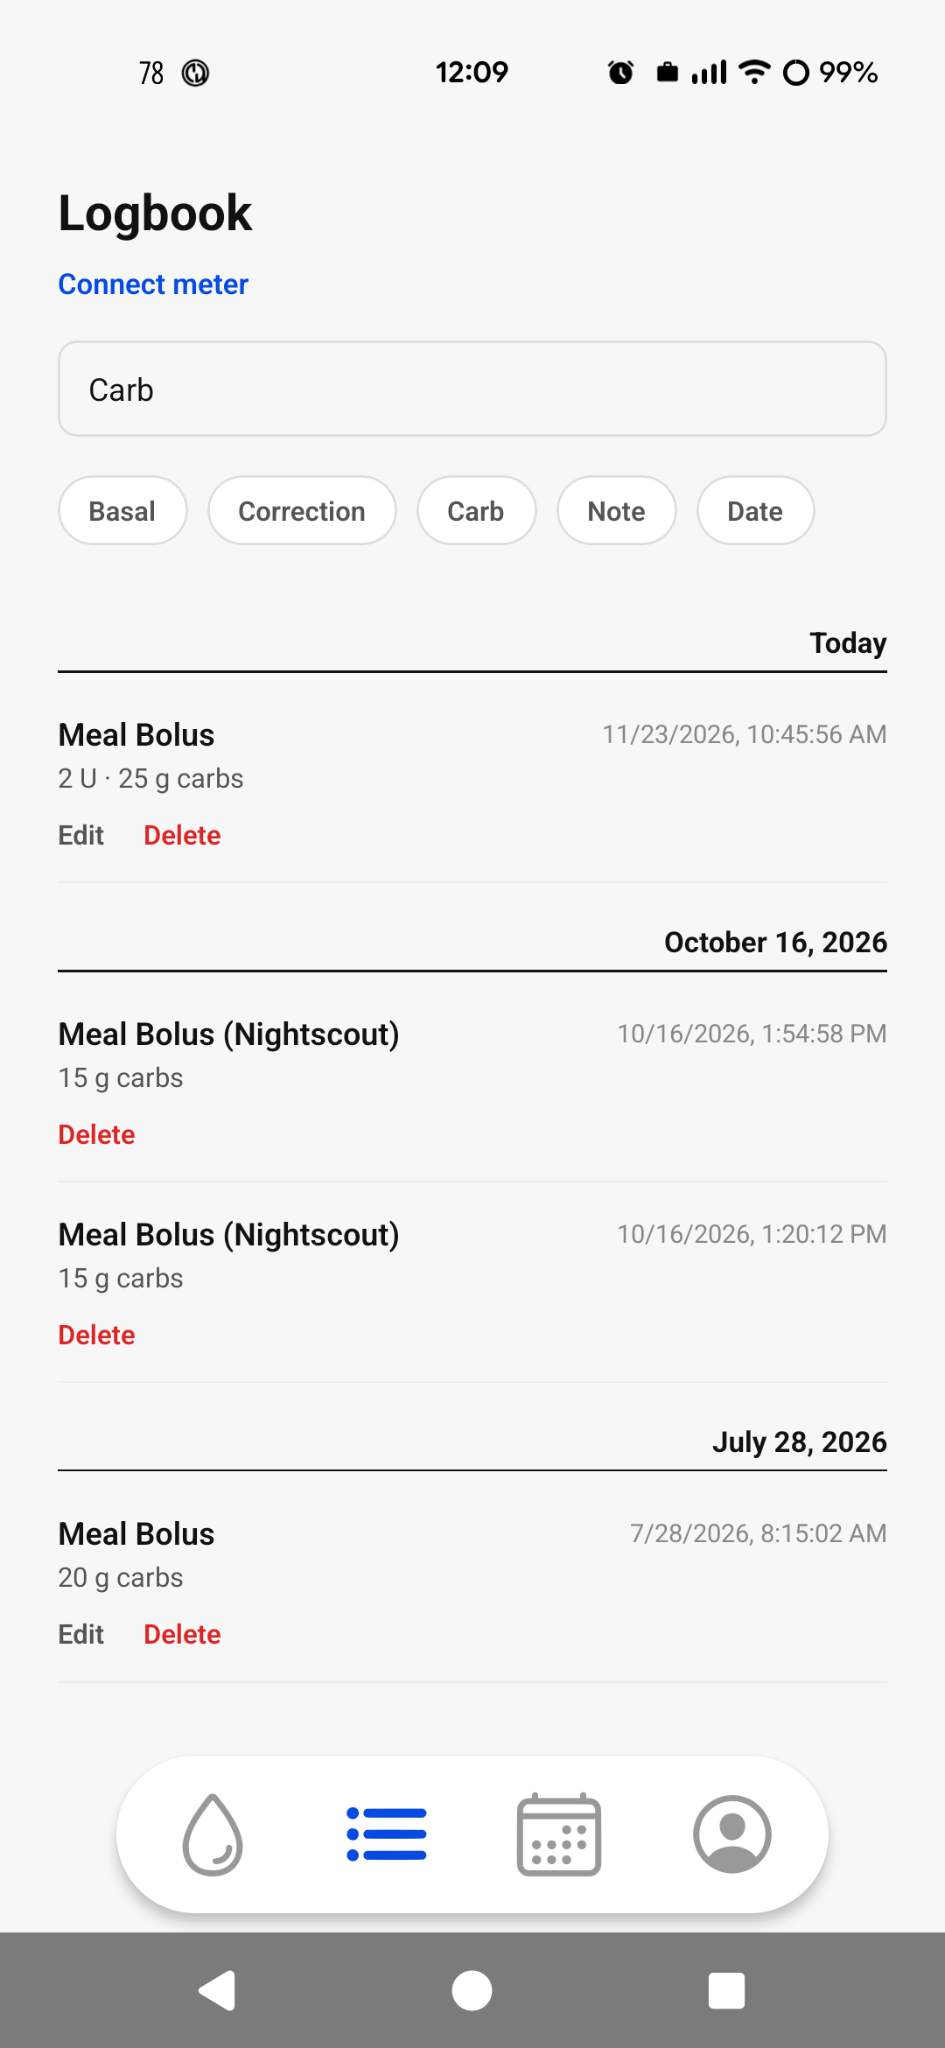 78 12:09 99%
Logbook
Connect meter
Carb
Basal Correction Carb Note Date
Today
Meal Bolus 11/23/2026, 10:45:56 AM
2 U · 25 g carbs
Edit Delete
October 16, 2026
Meal Bolus (Nightscout) 10/16/2026, 1:54:58 PM
15 g carbs
Delete
Meal Bolus (Nightscout) 10/16/2026, 1:20:12 PM
15 g carbs
Delete
July 28, 2026
Meal Bolus 7/28/2026, 8:15:02 AM
20 g carbs
Edit Delete